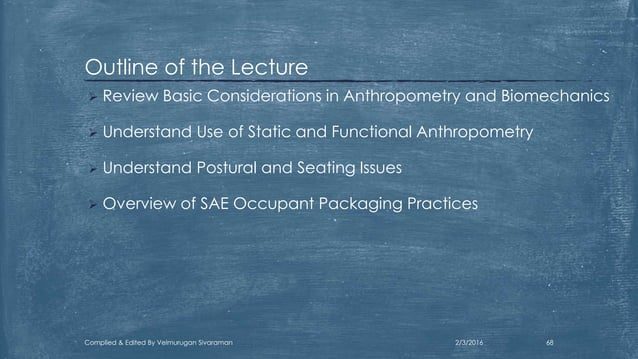 Outline of the Lecture
Review Basic Considerations in Anthropometry and Biomechanics
Understand Use of Static and Functional Anthropometry
Understand Postural and Seating Issues
Overview of SAE Occupant Packaging Practices
Complied & Edited By Velmurugan Sivaraman 2/3/2016 68